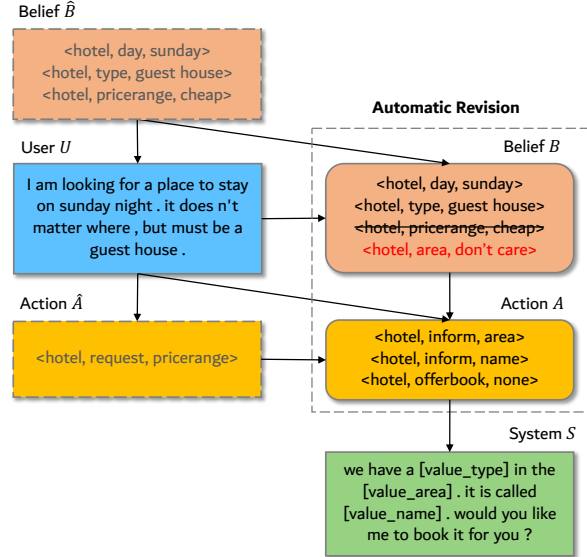 Belief B̂
<hotel, day, sunday>
<hotel, type, guest house>
<hotel, pricerange, cheap>
Automatic Revision
User U
Belief B
I am looking for a place to stay
on sunday night . it does n't
matter where , but must be a
guest house .
<hotel, day, sunday>
<hotel, type, guest house>
<hotel, pricerange, cheap>
<hotel, area, don't care>
Action Â
Action A
<hotel, request, pricerange>
<hotel, inform, area>
<hotel, inform, name>
<hotel, offerbook, none>
System S
we have a [value_type] in the
[value_area] . it is called
[value_name] . would you like
me to book it for you ?